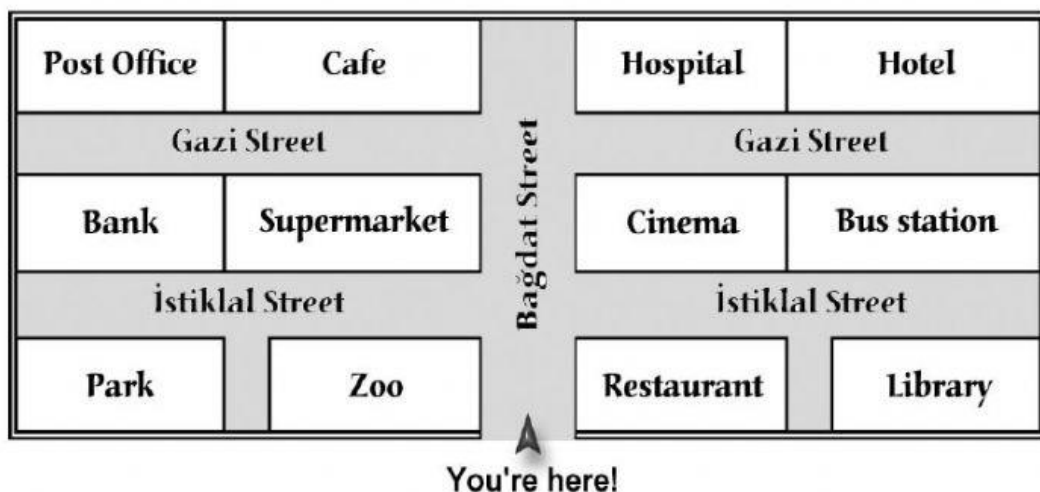 Post Office Cafe Hospital Hotel
Gazi Street Gazi Street
Bağdat Street
Bank Supermarket Cinema Bus station
İstiklal Street İstiklal Street
Park Zoo Restaurant Library
You're here!